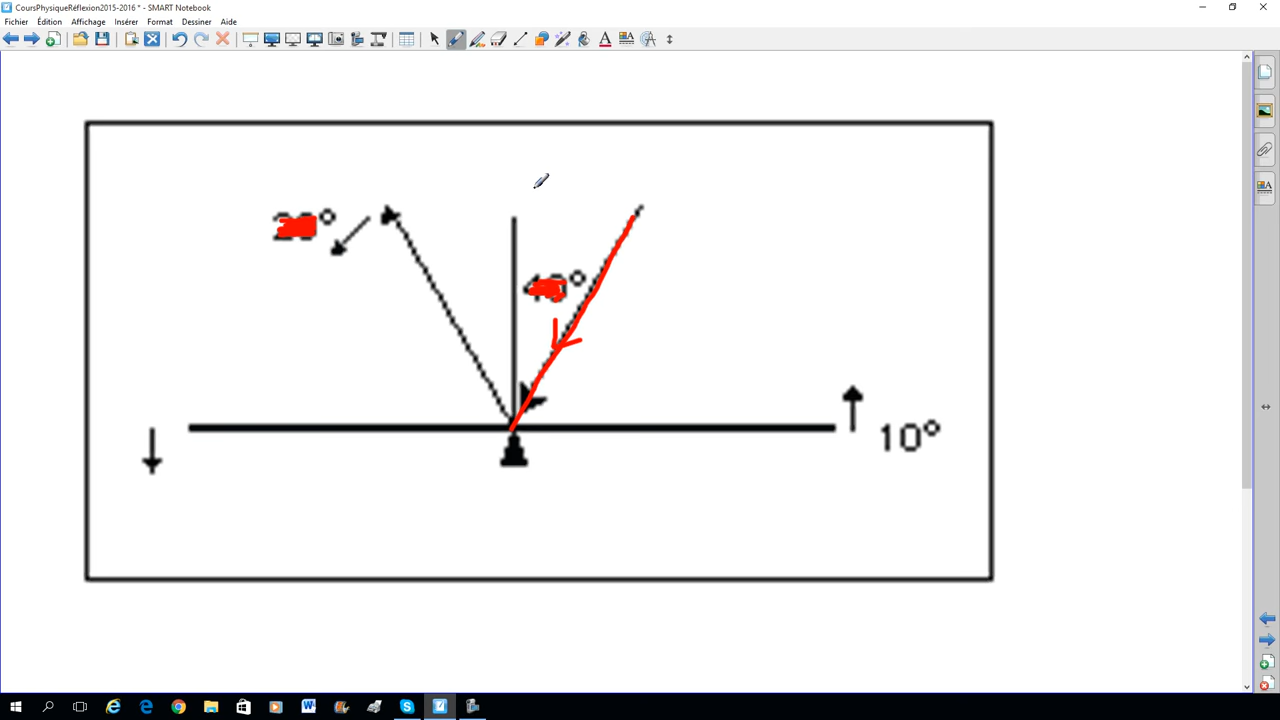 CoursPhysiqueRéflexion2015-2016 * - SMART Notebook
Fichier Édition Affichage Insérer Format Dessiner Aide
10°